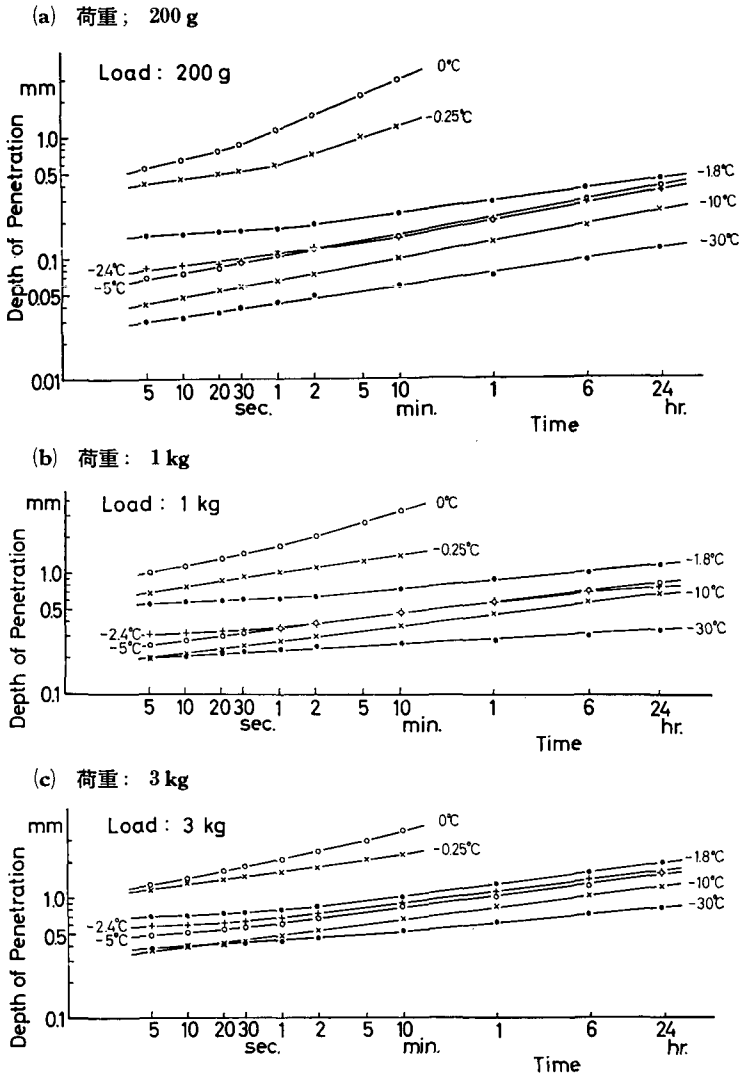 (a) 荷重; 200 g
Load: 200 g
mm
Depth of Penetration
1.0
0.5
0.1
0.05
0.01
0°C
-0.25°C
-1.8°C
-10°C
-30°C
-2.4°C
-5°C
5 10 20 30 1 2 5 10 1 6 24
sec. min. hr.
Time
(b) 荷重: 1 kg
Load: 1 kg
mm
Depth of Penetration
1.0
0.5
0.1
0°C
-0.25°C
-1.8°C
-10°C
-30°C
-2.4°C
-5°C
5 10 20 30 1 2 5 10 1 6 24
sec. min. hr.
Time
(c) 荷重: 3 kg
Load: 3 kg
mm
Depth of Penetration
1.0
0.5
0.1
0°C
-0.25°C
-1.8°C
-10°C
-30°C
-2.4°C
-5°C
5 10 20 30 1 2 5 10 1 6 24
sec. min. hr.
Time